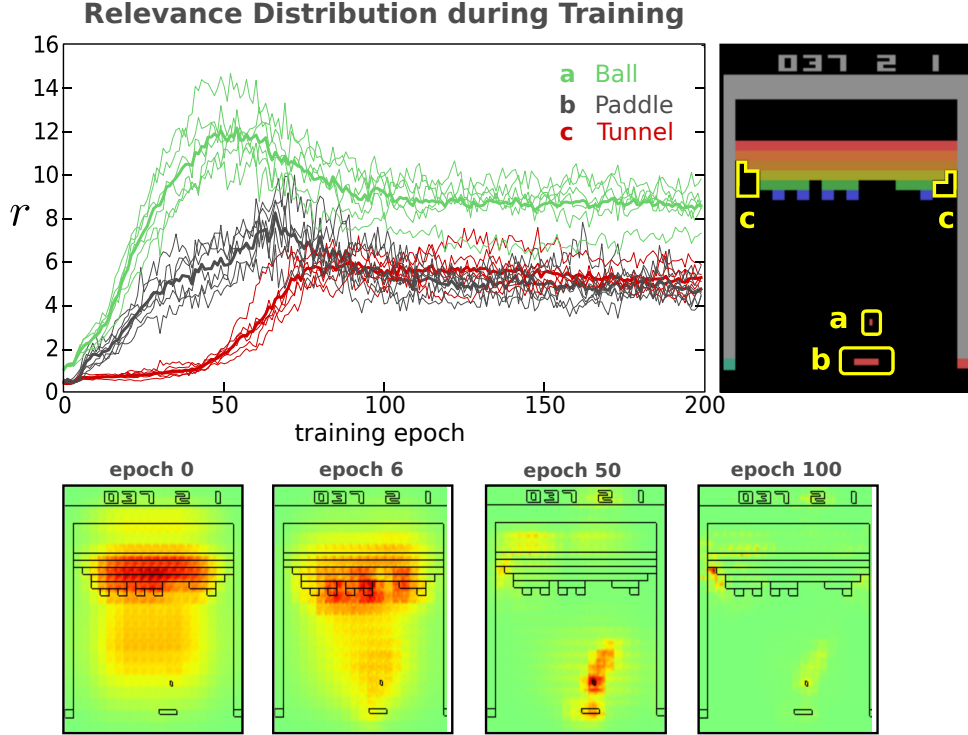 Relevance Distribution during Training
16
14
12
10
8
6
4
2
0
r
0
50
100
150
200
training epoch
a Ball
b Paddle
c Tunnel
037 2 1
c
c
a
b
epoch 0
epoch 6
epoch 50
epoch 100
037 2 1
037 2 1
037 2 1
037 2 1